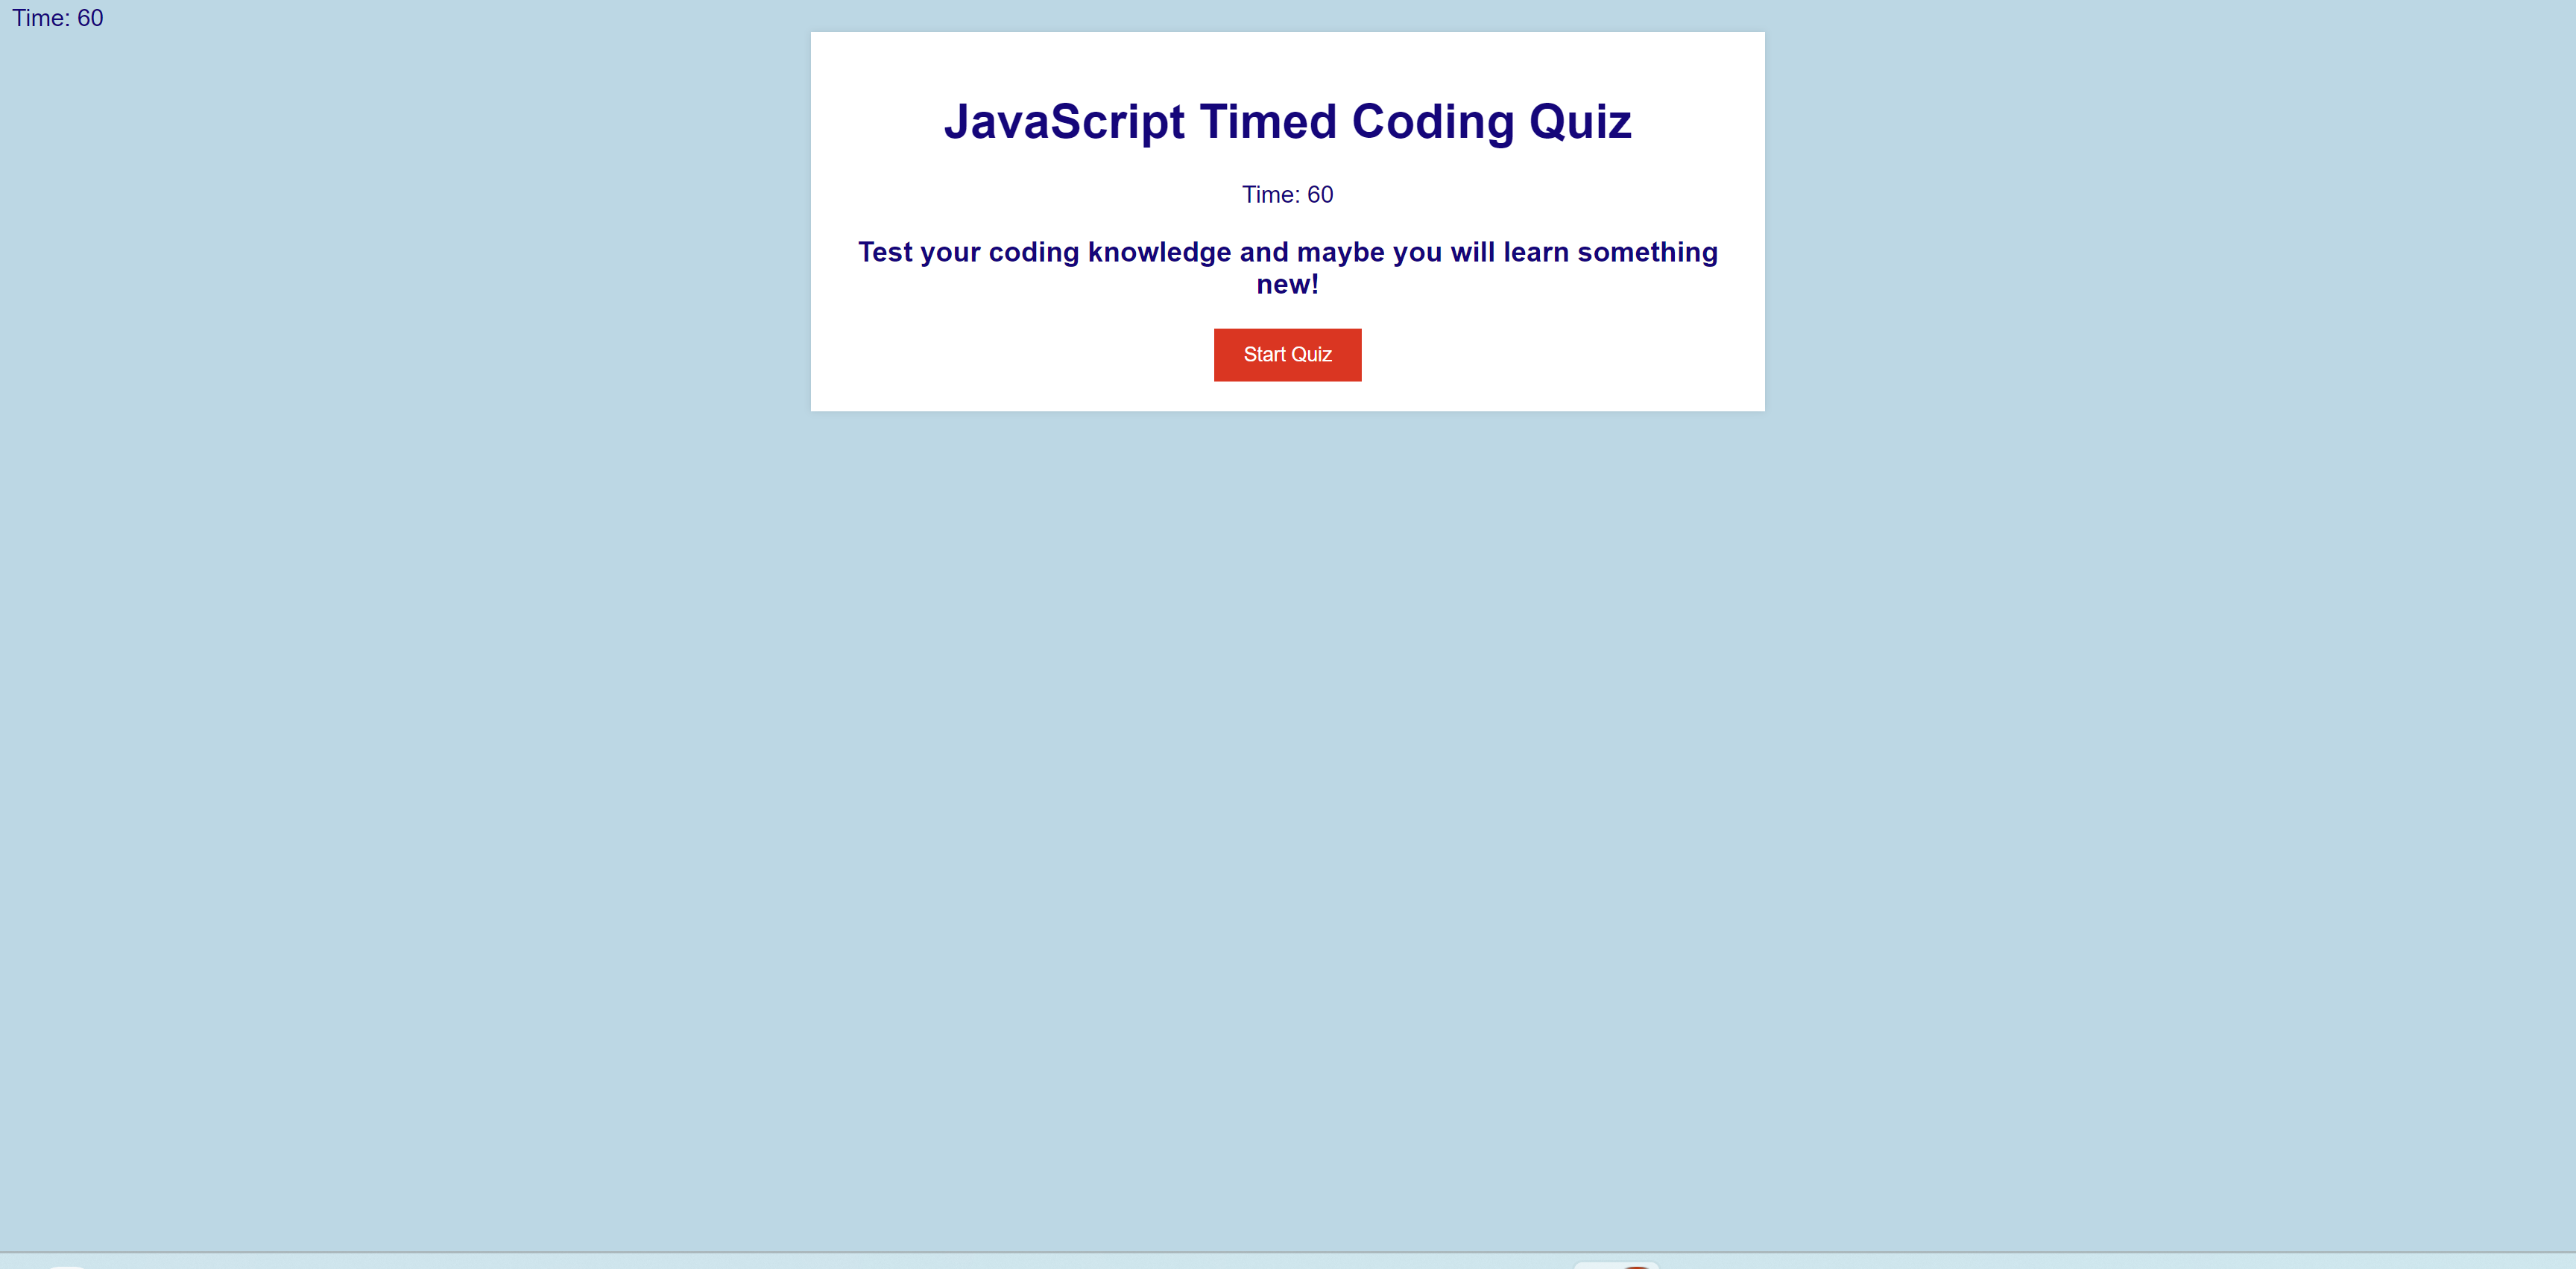 Time: 60
JavaScript Timed Coding Quiz
Time: 60
Test your coding knowledge and maybe you will learn something
new!
Start Quiz